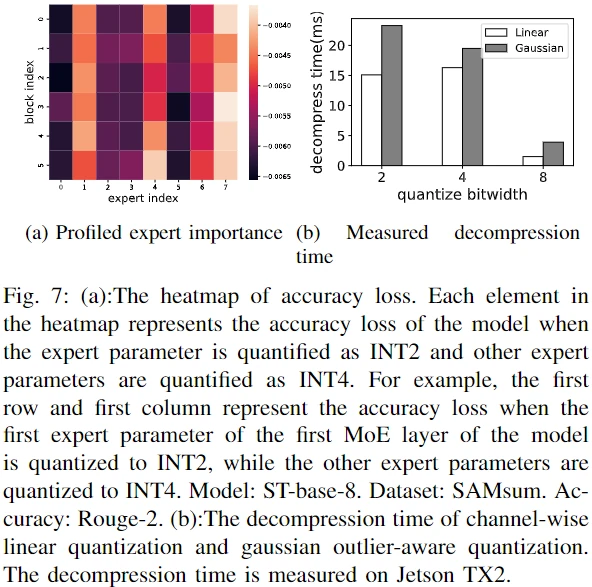 0
1
2
3
4
5
block index
0 1 2 3 4 5 6 7
expert index
−0.0040
−0.0045
−0.0050
−0.0055
−0.0060
−0.0065
decompress time(ms)
20
15
10
5
0
Linear
Gaussian
2 4 8
quantize bitwidth
(a) Profiled expert importance
(b) Measured decompression
time
Fig. 7: (a):The heatmap of accuracy loss. Each element in
the heatmap represents the accuracy loss of the model when
the expert parameter is quantified as INT2 and other expert
parameters are quantified as INT4. For example, the first
row and first column represent the accuracy loss when the
first expert parameter of the first MoE layer of the model
is quantized to INT2, while the other expert parameters are
quantized to INT4. Model: ST-base-8. Dataset: SAMsum. Ac-
curacy: Rouge-2. (b):The decompression time of channel-wise
linear quantization and gaussian outlier-aware quantization.
The decompression time is measured on Jetson TX2.